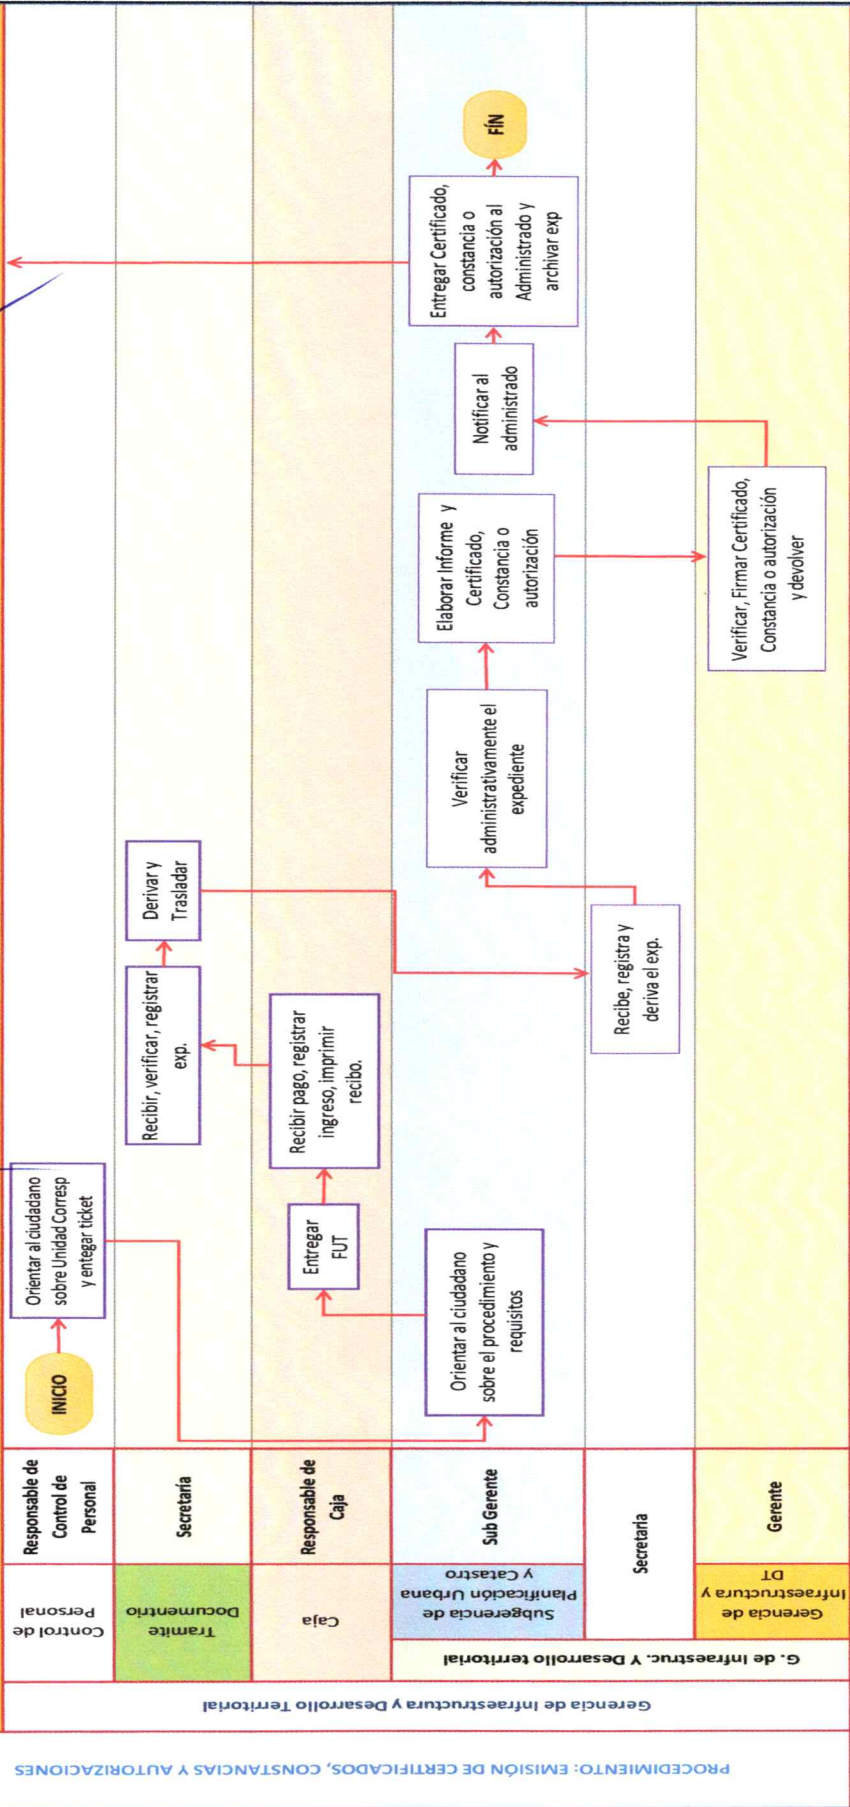 PROCEDIMIENTO: EMISIÓN DE CERTIFICADOS, CONSTANCIAS Y AUTORIZACIONES
Gerencia de Infraestructura y Desarrollo Territorial
G. de Infraestruc. Y Desarrollo territorial
Control de
Personal
Responsable de
Control de
Personal
INICIO
Orientar al ciudadano
sobre Unidad Corresp
y entegar ticket
Tramite
Documentrio
Secretaría
Recibir, verificar, registrar
exp.
Derivar y
Trasladar
Caja
Responsable de
Caja
Entregar
FUT
Recibir pago, registrar
ingreso, imprimir
recibo.
Subgerencia de
Planificación Urbana
y Catastro
Sub Gerente
Orientar al ciudadano
sobre el procedimiento y
requisitos
Verificar
administrativamente el
expediente
Elaborar Informe y
Certificado,
Constancia o
autorización
Notificar al
administrado
Entregar Certificado,
constancia o
autorización al
Administrado y
archivar exp
FÍN
Secretaria
Recibe, registra y
deriva el exp.
Gerencia de
Infraestructura y
DT
Gerente
Verificar, Firmar Certificado,
Constancia o autorización
y devolver